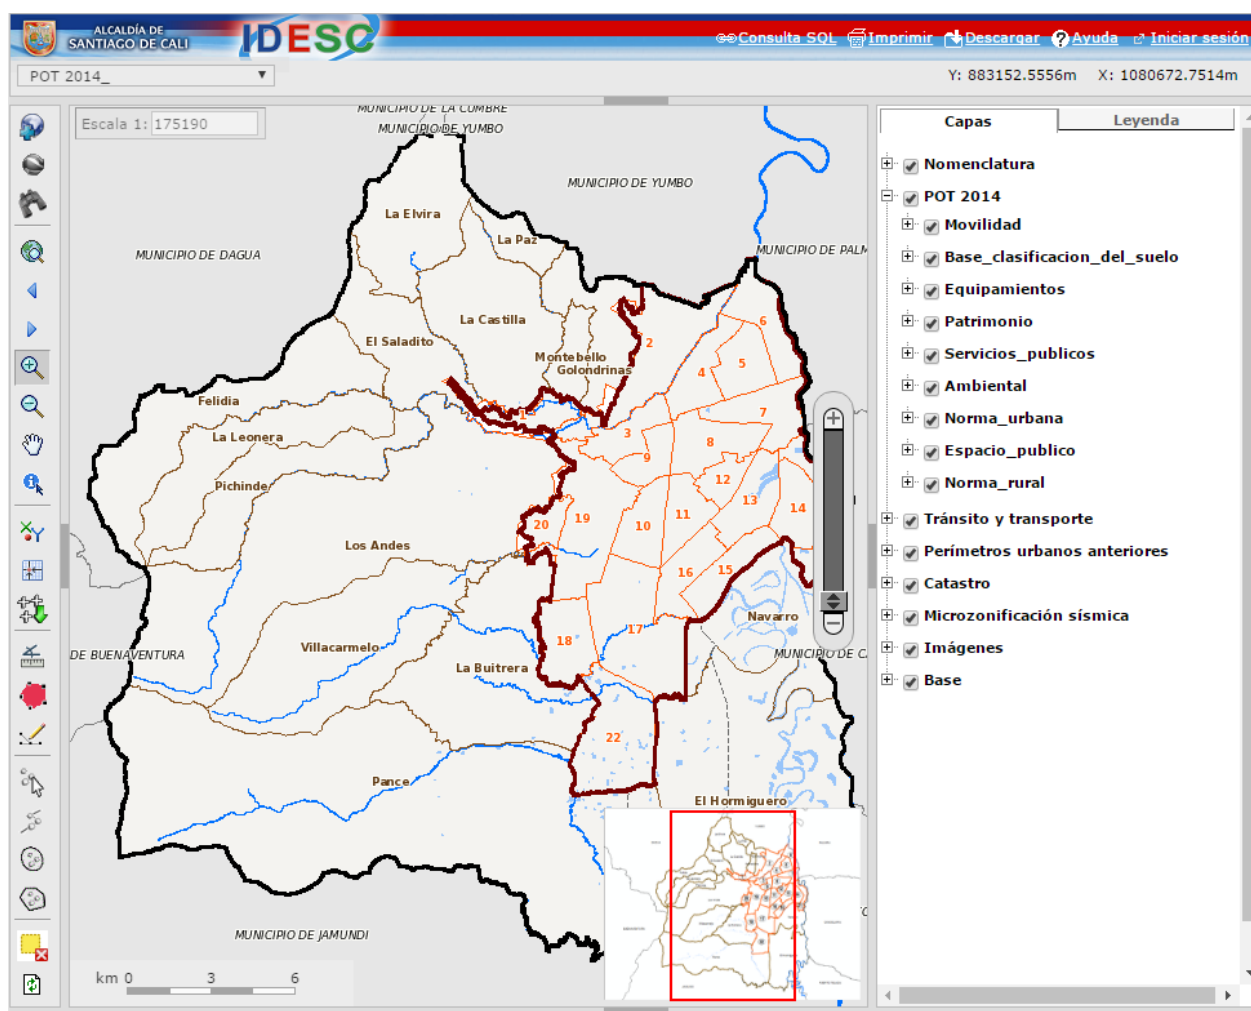 ALCALDÍA DE
SANTIAGO DE CALI
IDESC
Consulta SQL Imprimir Descargar Ayuda Iniciar sesión
POT 2014_
Y: 883152.5556m X: 1080672.7514m
Escala 1: 175190
MUNICIPIO DE LA CUMBRE
MUNICIPIO DE YUMBO
MUNICIPIO DE YUMBO
La Elvira
La Paz
MUNICIPIO DE DAGUA
MUNICIPIO DE PALM
La Castilla
6
El Saladito
2
Montebello
5
Golondrinas
4
Felidia
1
7
La Leonera
3
8
9
Pichinde
12
13
14
20
19
10
11
Los Andes
16
15
Navarro
17
18
Villacarmelo
DE BUENAVENTURA
La Buitrera
MUNICIPIO DE C
22
Pance
El Hormiguero
MUNICIPIO DE JAMUNDI
km 0 3 6
Capas
Leyenda
Nomenclatura
POT 2014
Movilidad
Base_clasificacion_del_suelo
Equipamientos
Patrimonio
Servicios_publicos
Ambiental
Norma_urbana
Espacio_publico
Norma_rural
Tránsito y transporte
Perímetros urbanos anteriores
Catastro
Microzonificación sísmica
Imágenes
Base